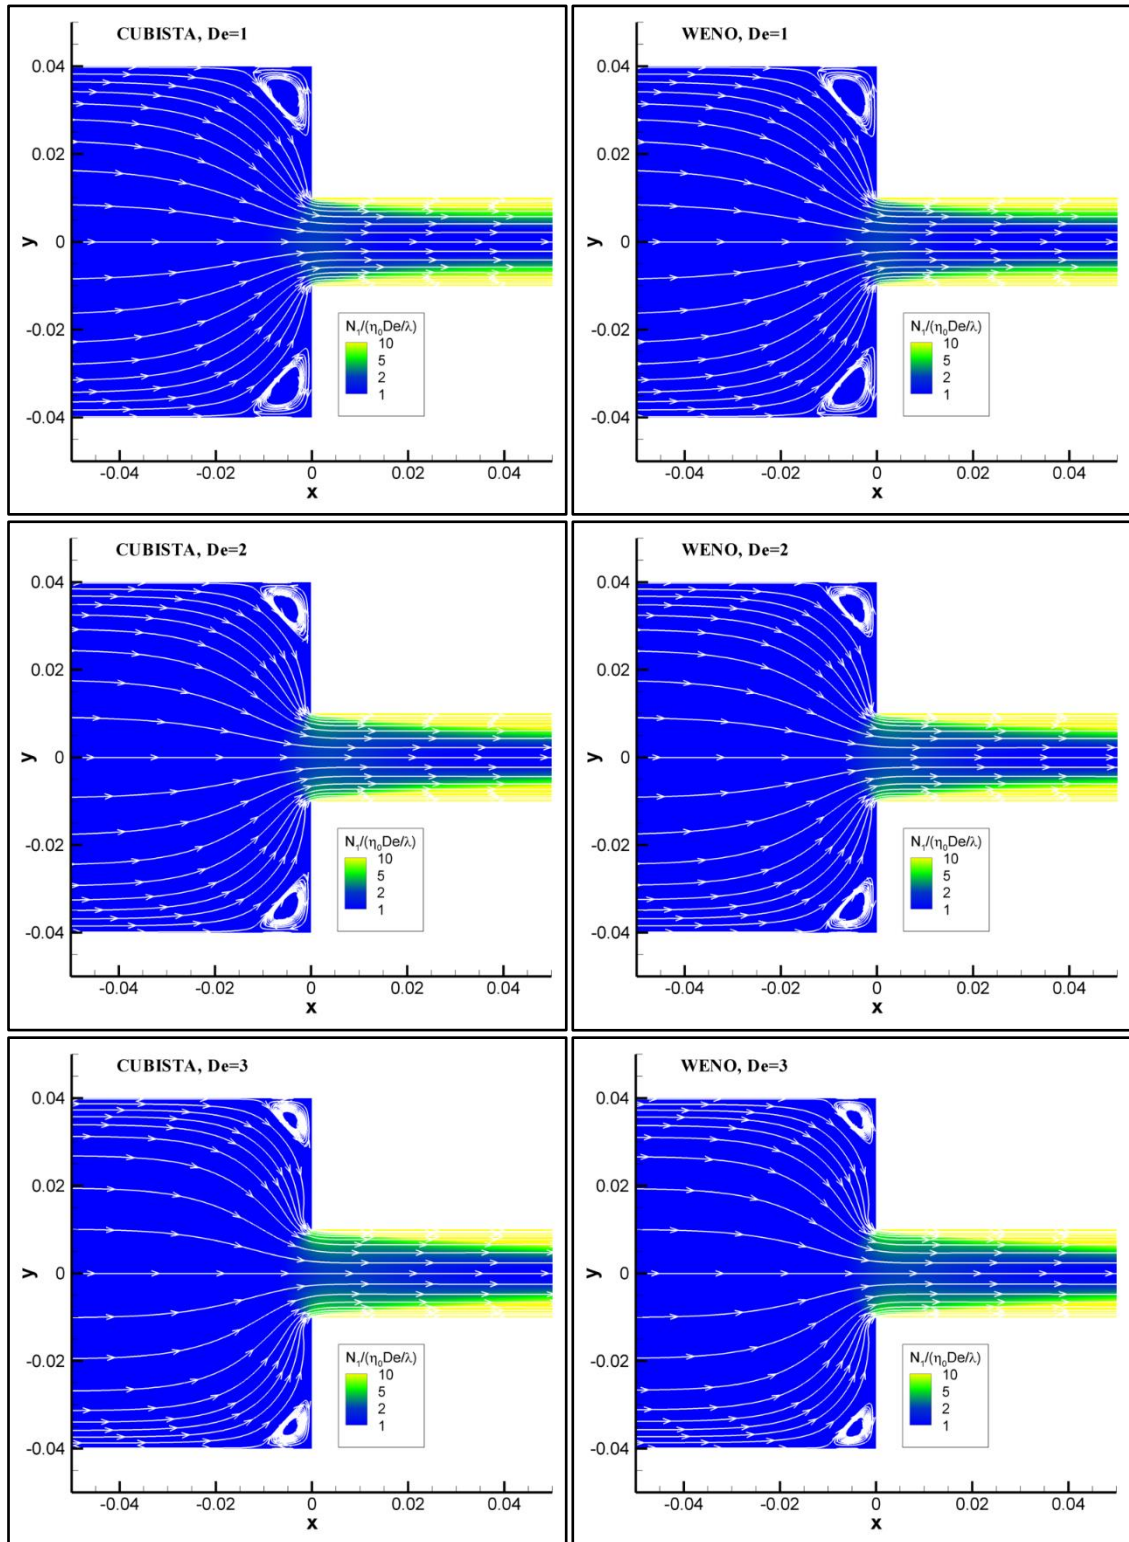 CUBISTA, De=1
0.04
0.02
y
0
-0.02
-0.04
N₁/(η₀De/λ)
10
5
2
1
-0.04 -0.02 0 0.02 0.04
x
WENO, De=1
0.04
0.02
y
0
-0.02
-0.04
N₁/(η₀De/λ)
10
5
2
1
-0.04 -0.02 0 0.02 0.04
x
CUBISTA, De=2
0.04
0.02
y
0
-0.02
-0.04
N₁/(η₀De/λ)
10
5
2
1
-0.04 -0.02 0 0.02 0.04
x
WENO, De=2
0.04
0.02
y
0
-0.02
-0.04
N₁/(η₀De/λ)
10
5
2
1
-0.04 -0.02 0 0.02 0.04
x
CUBISTA, De=3
0.04
0.02
y
0
-0.02
-0.04
N₁/(η₀De/λ)
10
5
2
1
-0.04 -0.02 0 0.02 0.04
x
WENO, De=3
0.04
0.02
y
0
-0.02
-0.04
N₁/(η₀De/λ)
10
5
2
1
-0.04 -0.02 0 0.02 0.04
x